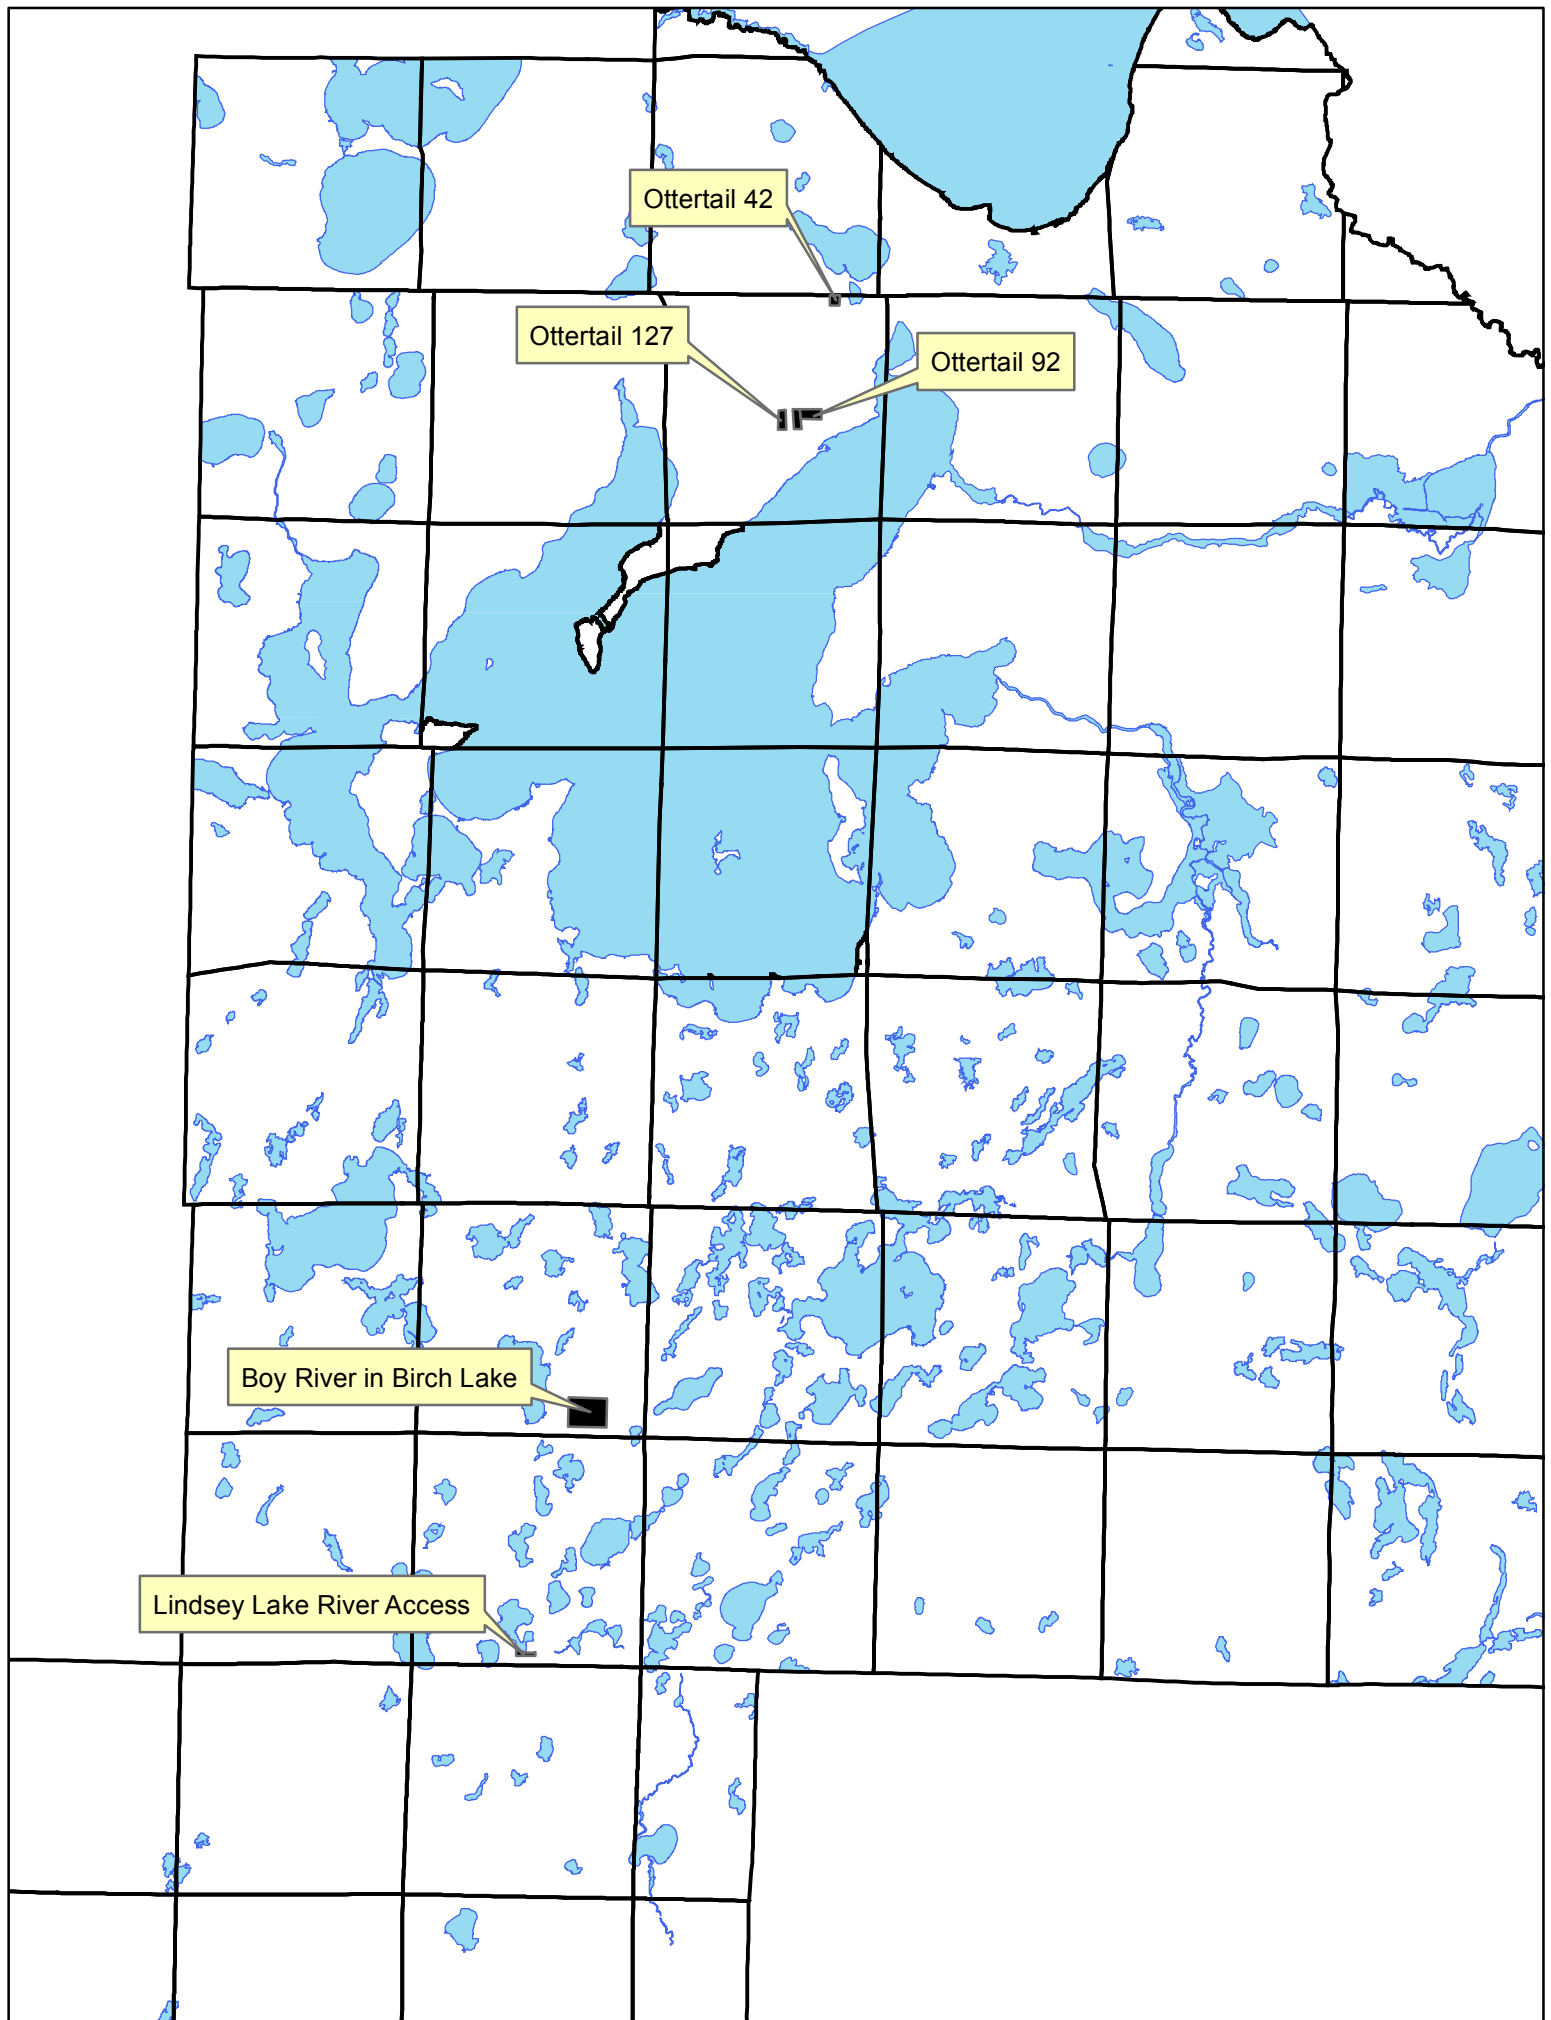 Ottertail 42
Ottertail 127
Ottertail 92
Boy River in Birch Lake
Lindsey Lake River Access